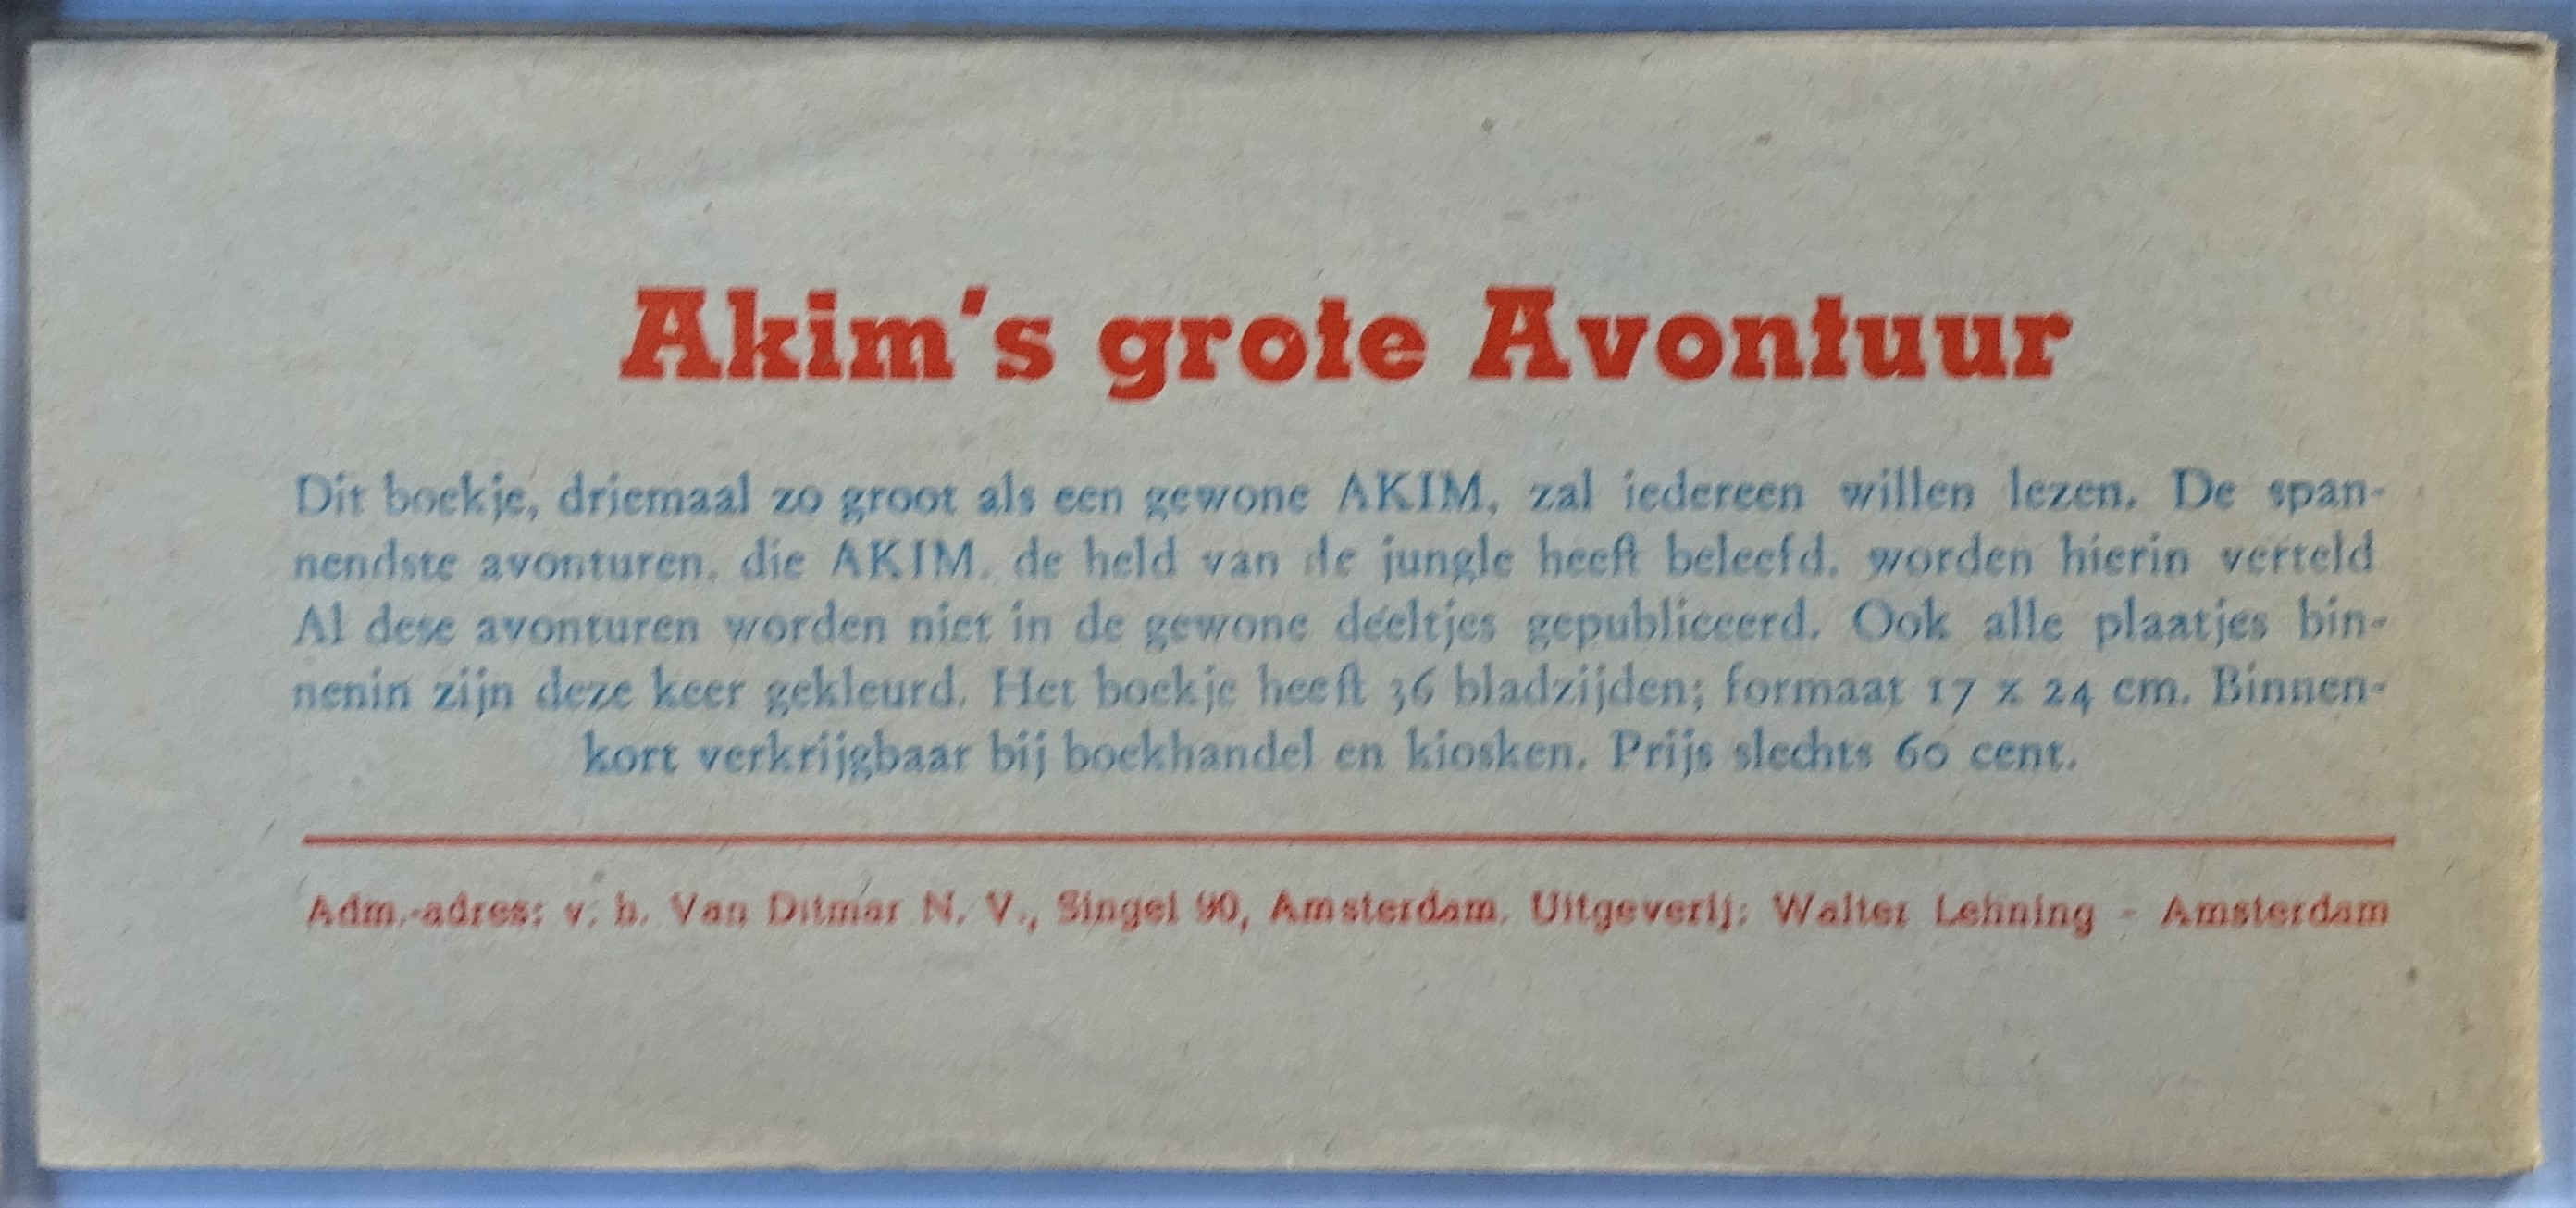 Akim's grote Avontuur
Dit boekje, driemaal zo groot als een gewone AKIM, zal iedereen willen lezen. De span-
nendste avonturen, die AKIM, de held van de jungle heeft beleefd, worden hierin verteld
Al dese avonturen worden niet in de gewone deeltjes gepubliceerd. Ook alle plaatjes bin-
nenin zijn deze keer gekleurd. Het boekje heeft 36 bladzijden; formaat 17 x 24 cm. Binnen-
kort verkrijgbaar bij boekhandel en kiosken. Prijs slechts 60 cent.
Adm.-adres: v. h. Van Ditmar N. V., Singel 90, Amsterdam. Uitgeverij: Walter Lehning - Amsterdam